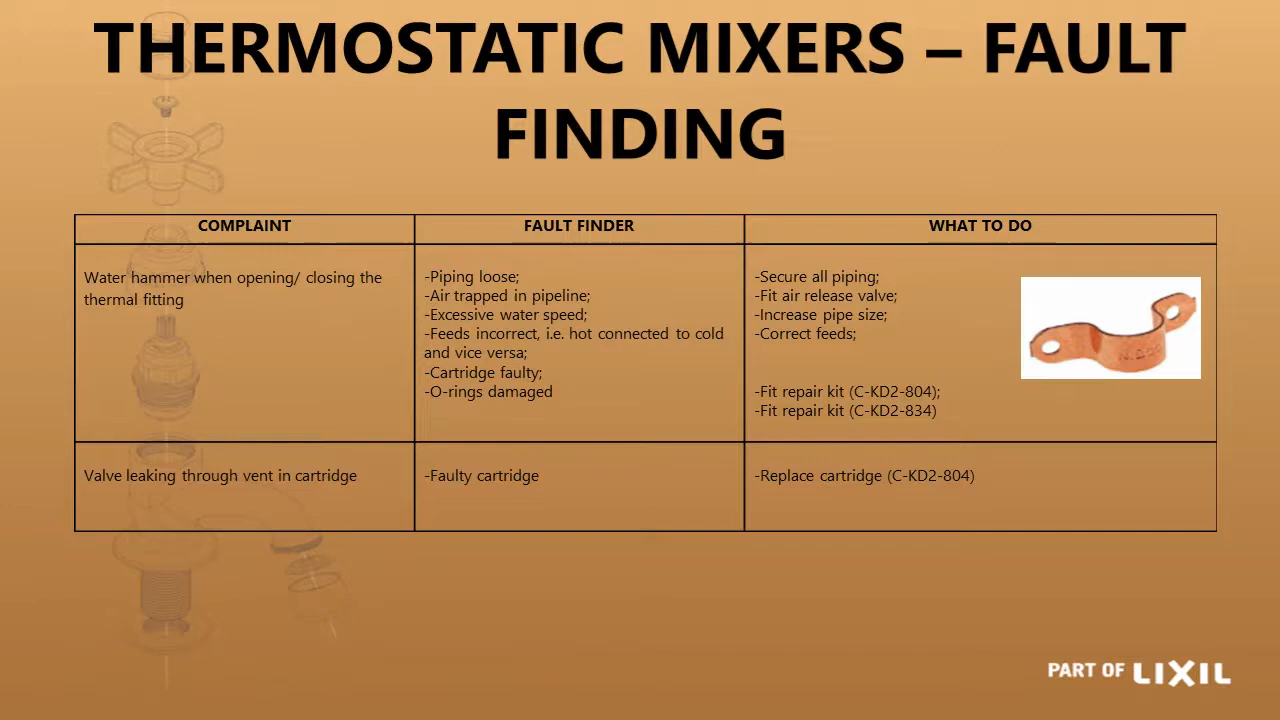 THERMOSTATIC MIXERS – FAULT
FINDING
COMPLAINT
FAULT FINDER
WHAT TO DO
Water hammer when opening/ closing the
thermal fitting
-Piping loose;
-Air trapped in pipeline;
-Excessive water speed;
-Feeds incorrect, i.e. hot connected to cold
and vice versa;
-Cartridge faulty;
-O-rings damaged
-Secure all piping;
-Fit air release valve;
-Increase pipe size;
-Correct feeds;
-Fit repair kit (C-KD2-804);
-Fit repair kit (C-KD2-834)
Valve leaking through vent in cartridge
-Faulty cartridge
-Replace cartridge (C-KD2-804)
PART OF LIXIL